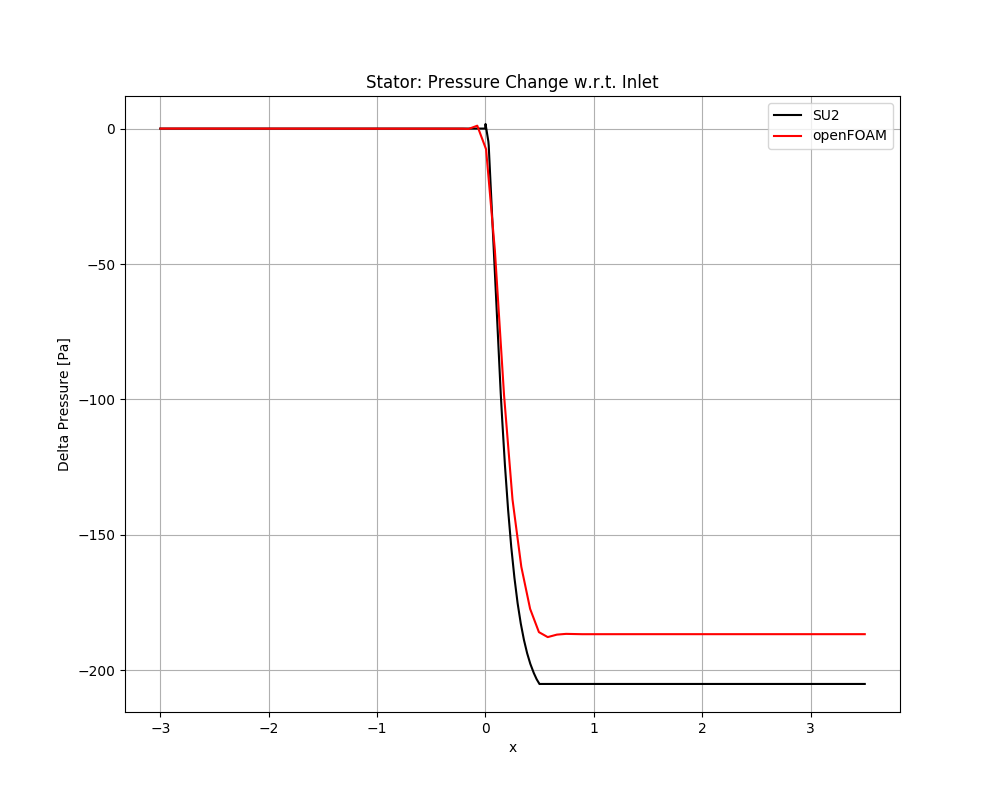 Stator: Pressure Change w.r.t. Inlet
SU2
openFOAM
0
−50
−100
−150
−200
Delta Pressure [Pa]
−3
−2
−1
0
1
2
3
x